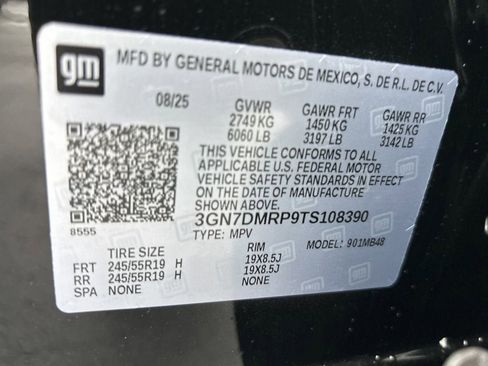 gm
MFD BY GENERAL MOTORS DE MEXICO, S. DE R.L. DE C.V.
08/25 GVWR GAWR FRT GAWR RR
2749 KG 1450 KG 1425 KG
6060 LB 3197 LB 3142 LB
THIS VEHICLE CONFORMS TO ALL
APPLICABLE U.S. FEDERAL MOTOR
VEHICLE SAFETY STANDARDS IN EFFECT
ON THE DATE OF MANUFACTURE
SHOWN ABOVE.
3GN7DMRP9TS108390
8555 TYPE: MPV MODEL: 901MB48
TIRE SIZE RIM
FRT 245/55R19 H 19X8.5J
RR 245/55R19 H 19X8.5J
SPA NONE NONE